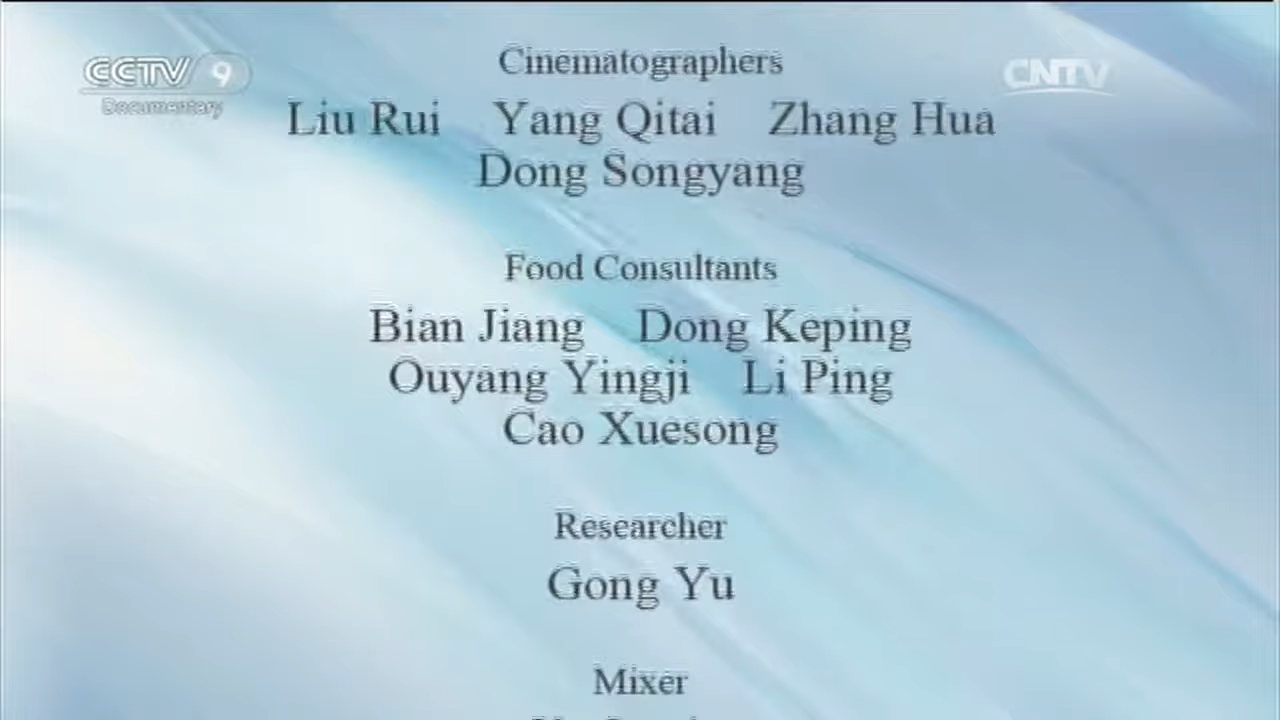 CCTV 9
Documentary
CNTV
Cinematographers
Liu Rui Yang Qitai Zhang Hua
Dong Songyang
Food Consultants
Bian Jiang Dong Keping
Ouyang Yingji Li Ping
Cao Xuesong
Researcher
Gong Yu
Mixer